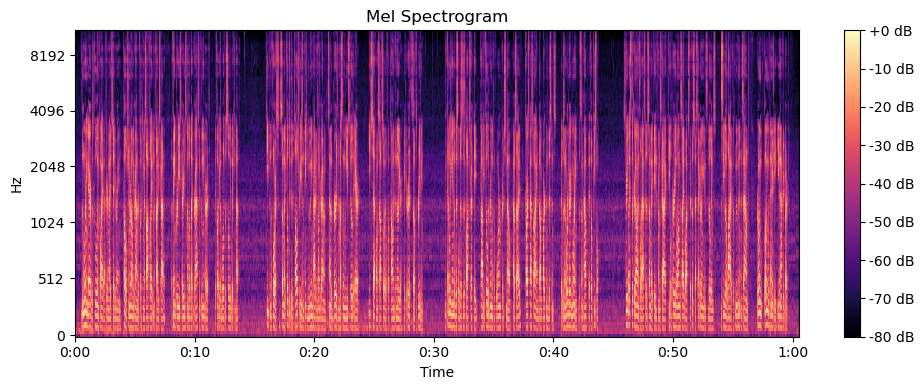 Mel Spectrogram
8192
4096
2048
1024
512
0
Hz
0:00
0:10
0:20
0:30
0:40
0:50
1:00
Time
+0 dB
-10 dB
-20 dB
-30 dB
-40 dB
-50 dB
-60 dB
-70 dB
-80 dB